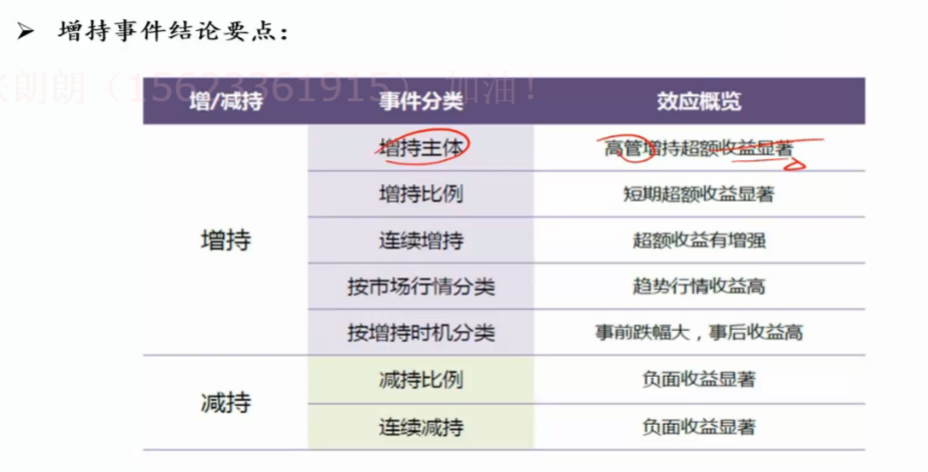 ➢ 增持事件结论要点：
张朗朗（15623361915）加油！
增/减持 事件分类 效应概览
增持主体 高管增持超额收益显著
增持比例 短期超额收益显著
增持 连续增持 超额收益有增强
按市场行情分类 趋势行情收益高
按增持时机分类 事前跌幅大，事后收益高
减持 减持比例 负面收益显著
连续减持 负面收益显著